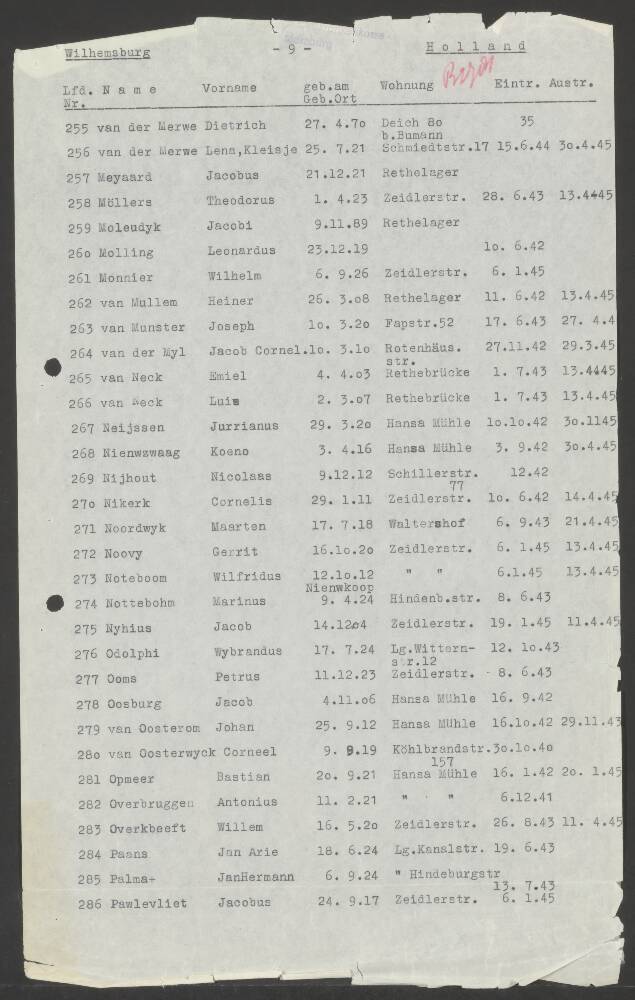 Wilhemsburg - 9 - Holland
Lfd. Name Vorname geb.am Wohnung Eintr. Austr.
Nr. Geb.Ort
255 van der Merwe Dietrich 27. 4.70 Deich 8o 35
b.Bumann
256 van der Merwe Lena,Kleisje 25. 7.21 Schmiedtstr.17 15.6.44 3o.4.45
257 Meyaard Jacobus 21.12.21 Rethelager
258 Möllers Theodorus 1. 4.23 Zeidlerstr. 28. 6.43 13.4445
259 Moleudyk Jacobi 9.11.89 Rethelager
26o Molling Leonardus 23.12.19 1o. 6.42
261 Monnier Wilhelm 6. 9.26 Zeidlerstr. 6. 1.45
262 van Mullem Heiner 26. 3.o8 Rethelager 11. 6.42 13.4.45
263 van Munster Joseph 1o. 3.2o Fapstr.52 17. 6.43 27. 4.4
264 van der Myl Jacob Cornel.1o. 3.1o Rotenhäus. 27.11.42 29.3.45
str.
265 van Neck Emiel 4. 4.o3 Rethebrücke 1. 7.43 13.4445
266 van Neck Luis 2. 3.o7 Rethebrücke 1. 7.43 13.4.45
267 Neijssen Jurrianus 29. 3.2o Hansa Mühle 1o.1o.42 3o.1145
268 Nienwzwaag Koeno 3. 4.16 Hansa Mühle 3. 9.42 3o.4.45
269 Nijhout Nicolaas 9.12.12 Schillerstr. 12.42
77
27o Nikerk Cornelis 29. 1.11 Zeidlerstr. 1o. 6.42 14.4.45
271 Noordwyk Maarten 17. 7.18 Waltershof 6. 9.43 21.4.45
272 Noovy Gerrit 16.1o.2o Zeidlerstr. 6. 1.45 13.4.45
273 Noteboom Wilfridus 12.1o.12 " " 6.1.45 13.4.45
Nienwkoop
274 Nottebohm Marinus 9. 4.24 Hindenb.str. 8. 6.43
275 Nyhius Jacob 14.12o4 Zeidlerstr. 19. 1.45 11.4.45
276 Odolphi Wybrandus 17. 7.24 Lg.Wittern- 12. 1o.43
str.12
277 Ooms Petrus 11.12.23 Zeidlerstr. - 8. 6.43
278 Oosburg Jacob 4.11.o6 Hansa Mühle 16. 9.42
279 van Oosterom Johan 25. 9.12 Hansa Mühle 16.1o.42 29.11.43
28o van Oosterwyck Corneel 9. 9.19 Köhlbrandstr.3o.1o.4o
157
281 Opmeer Bastian 2o. 9.21 Hansa Mühle 16. 1.42 2o. 1.45
282 Overbruggen Antonius 11. 2.21 " " 6.12.41
283 Overkbeeft Willem 16. 5.2o Zeidlerstr. 26. 8.43 11. 4.45
284 Paans Jan Arie 18. 6.24 Lg.Kanalstr. 19. 6.43
285 Palma+ JanHermann 6. 9.24 " Hindeburgstr
13. 7.43
286 Pawlevliet Jacobus 24. 9.17 Zeidlerstr. 6. 1.45